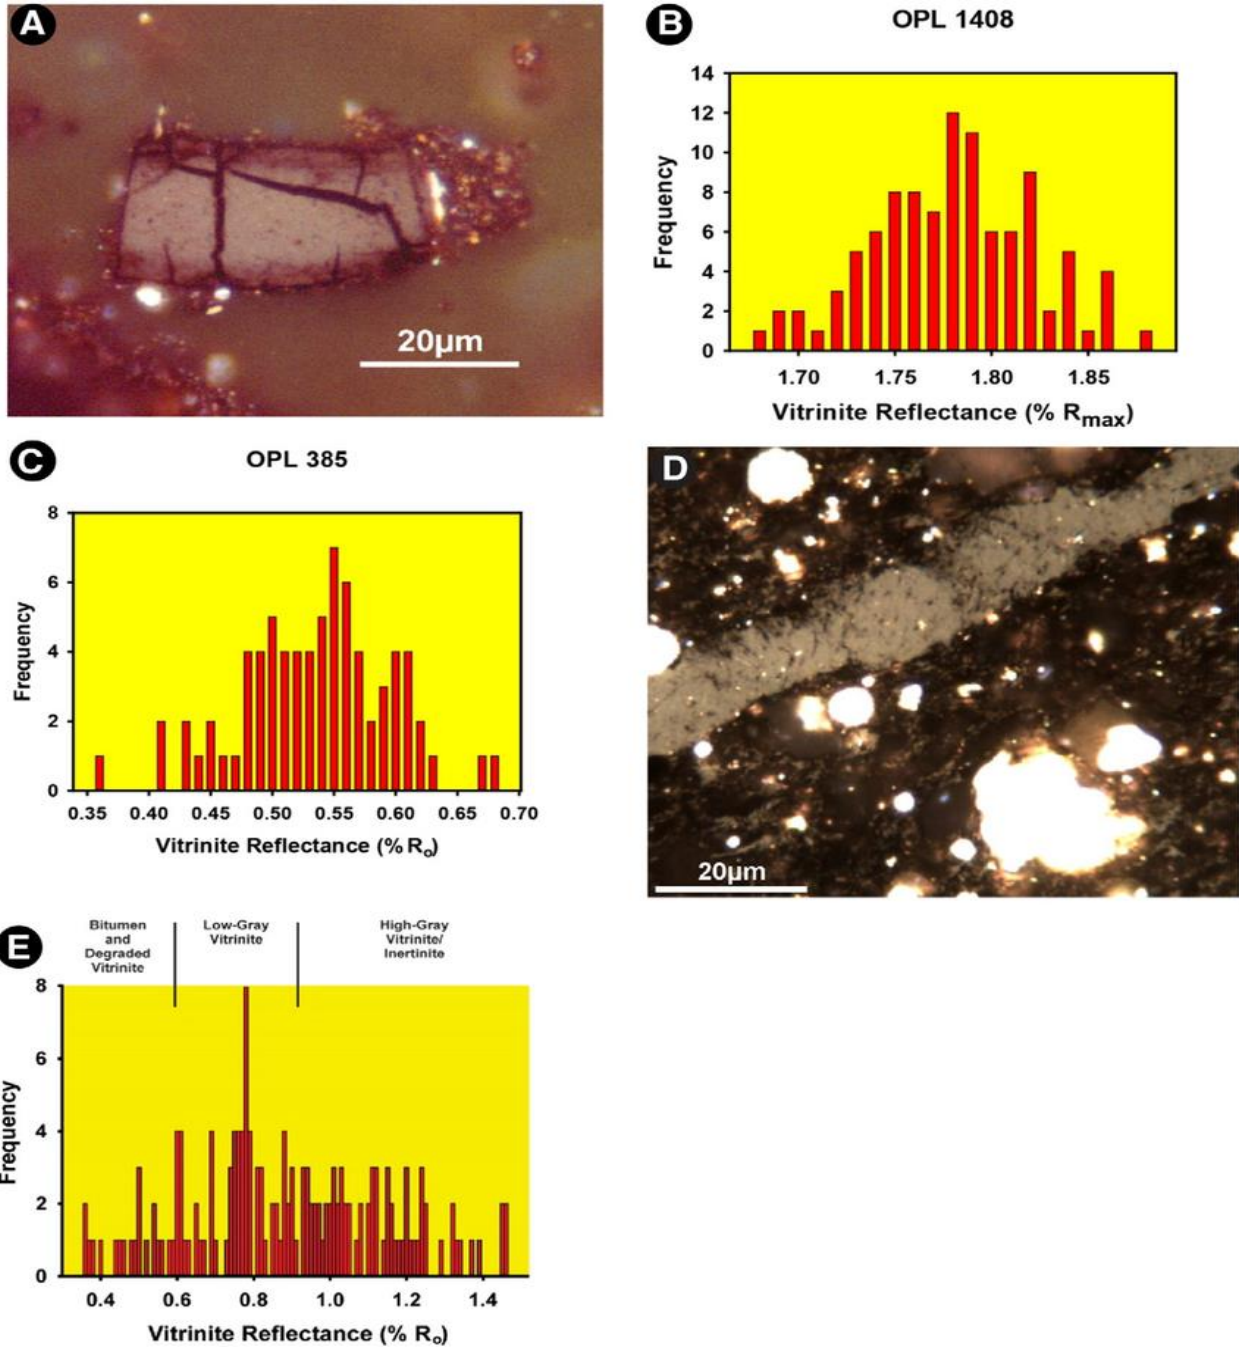 A
20µm
B
OPL 1408
Frequency
14
12
10
8
6
4
2
0
1.70 1.75 1.80 1.85
Vitrinite Reflectance (% Rmax)
C
OPL 385
Frequency
8
6
4
2
0
0.35 0.40 0.45 0.50 0.55 0.60 0.65 0.70
Vitrinite Reflectance (% Ro)
D
20µm
E
Bitumen
and
Degraded
Vitrinite
Low-Gray
Vitrinite
High-Gray
Vitrinite/
Inertinite
Frequency
8
6
4
2
0
0.4 0.6 0.8 1.0 1.2 1.4
Vitrinite Reflectance (% Ro)